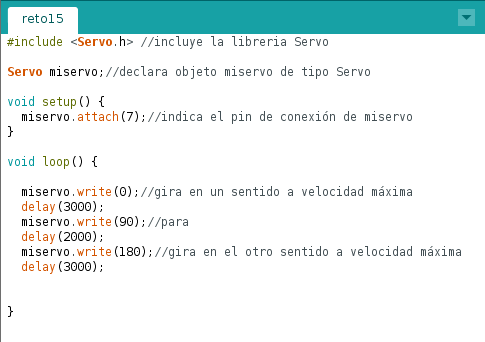 reto15
#include <Servo.h> //incluye la libreria Servo
Servo miservo;//declara objeto miservo de tipo Servo
void setup() {
miservo.attach(7);//indica el pin de conexión de miservo
}
void loop() {
miservo.write(0);//gira en un sentido a velocidad máxima
delay(3000);
miservo.write(90);//para
delay(2000);
miservo.write(180);//gira en el otro sentido a velocidad máxima
delay(3000);
}